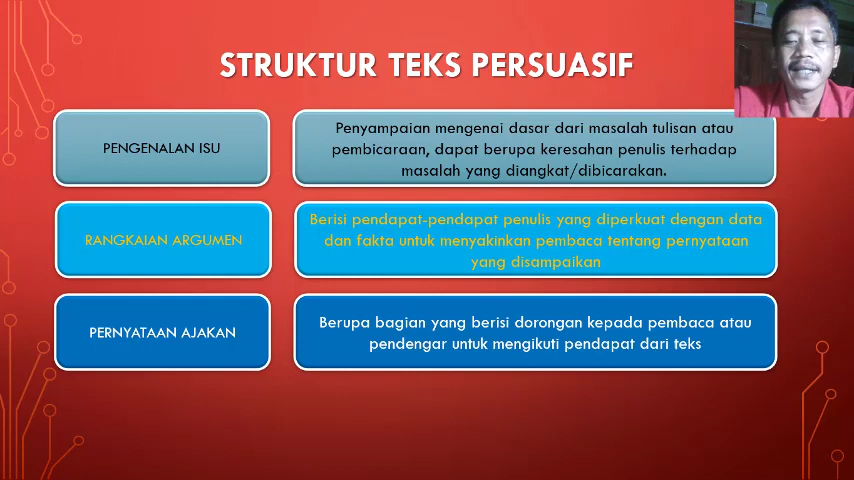 STRUKTUR TEKS PERSUASIF
PENGENALAN ISU
Penyampaian mengenai dasar dari masalah tulisan atau
pembicaraan, dapat berupa keresahan penulis terhadap
masalah yang diangkat/dibicarakan.
RANGKAIAN ARGUMEN
Berisi pendapat-pendapat penulis yang diperkuat dengan data
dan fakta untuk menyakinkan pembaca tentang pernyataan
yang disampaikan
PERNYATAAN AJAKAN
Berupa bagian yang berisi dorongan kepada pembaca atau
pendengar untuk mengikuti pendapat dari teks